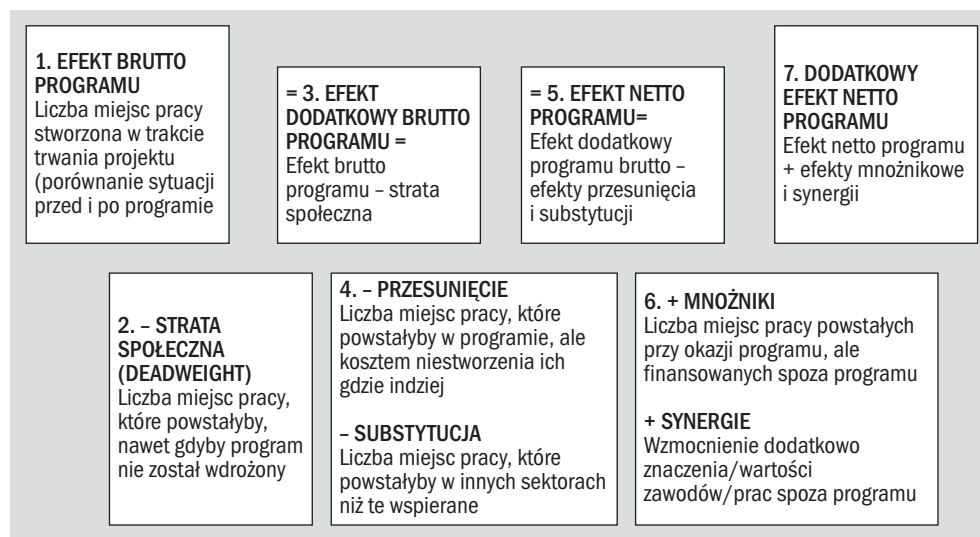 1. EFEKT BRUTTO
PROGRAMU
Liczba miejsc pracy
stworzona w trakcie
trwania projektu
(porównanie sytuacji
przed i po programie
2. – STRATA
SPOŁECZNA
(DEADWEIGHT)
Liczba miejsc pracy,
które powstałyby,
nawet gdyby program
nie został wdrożony
= 3. EFEKT
DODATKOWY BRUTTO
PROGRAMU =
Efekt brutto
programu – strata
społeczna
4. – PRZESUNIĘCIE
Liczba miejsc pracy, które
powstałyby w programie, ale
kosztem niestworzenia ich
gdzie indziej
– SUBSTYTUCJA
Liczba miejsc pracy, które
powstałyby w innych sektorach
niż te wspierane
= 5. EFEKT NETTO
PROGRAMU=
Efekt dodatkowy
programu brutto –
efekty przesunięcia
i substytucji
6. + MNOŻNIKI
Liczba miejsc pracy powstałych
przy okazji programu, ale
finansowanych spoza programu
+ SYNERGIE
Wzmocnienie dodatkowo
znaczenia/wartości
zawodów/prac spoza programu
7. DODATKOWY
EFEKT NETTO
PROGRAMU
Efekt netto programu
+ efekty mnożnikowe
i synergii